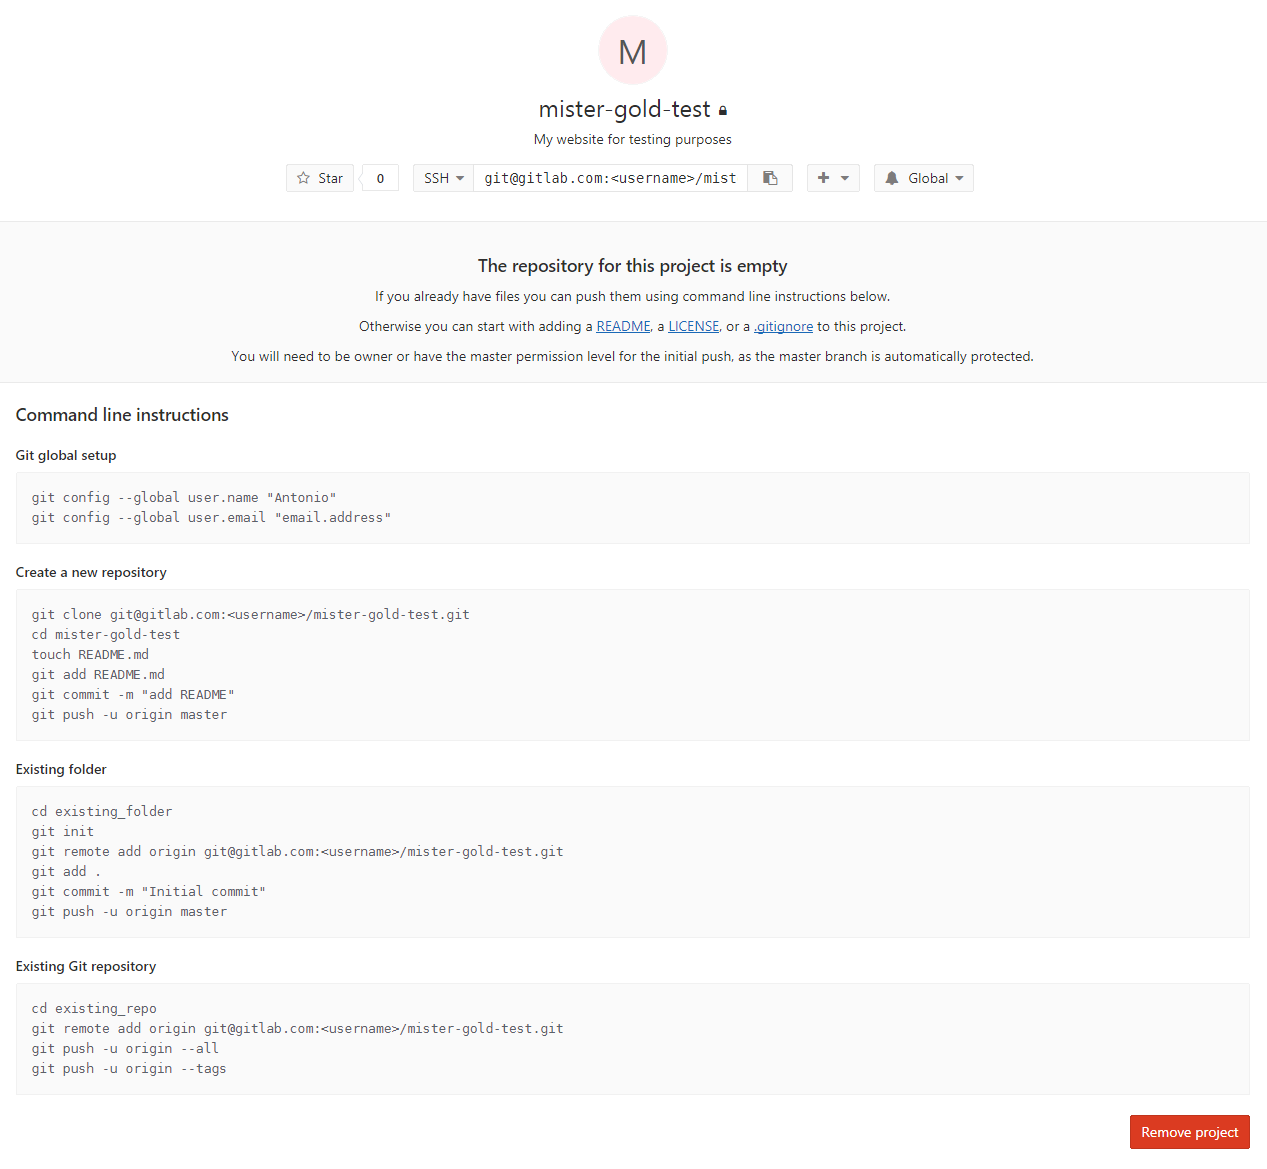 M
mister-gold-test
My website for testing purposes
Star 0 SSH git@gitlab.com:<username>/mist Global
The repository for this project is empty
If you already have files you can push them using command line instructions below.
Otherwise you can start with adding a README, a LICENSE, or a .gitignore to this project.
You will need to be owner or have the master permission level for the initial push, as the master branch is automatically protected.
Command line instructions
Git global setup
git config --global user.name "Antonio"
git config --global user.email "email.address"
Create a new repository
git clone git@gitlab.com:<username>/mister-gold-test.git
cd mister-gold-test
touch README.md
git add README.md
git commit -m "add README"
git push -u origin master
Existing folder
cd existing_folder
git init
git remote add origin git@gitlab.com:<username>/mister-gold-test.git
git add .
git commit -m "Initial commit"
git push -u origin master
Existing Git repository
cd existing_repo
git remote add origin git@gitlab.com:<username>/mister-gold-test.git
git push -u origin --all
git push -u origin --tags
Remove project